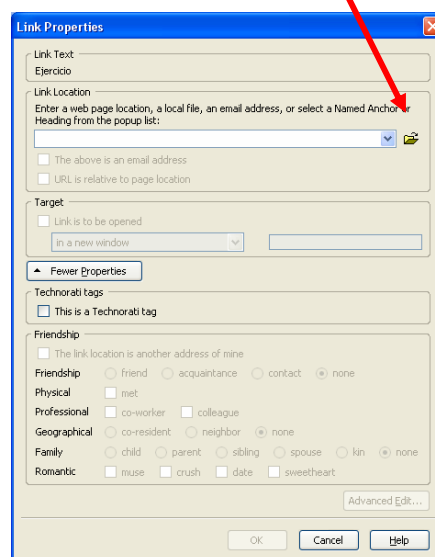 Link Properties
Link Text
Ejercicio
Link Location
Enter a web page location, a local file, an email address, or select a Named Anchor or
Heading from the popup list:
The above is an email address
URL is relative to page location
Target
Link is to be opened
in a new window
Fewer Properties
Technorati tags
This is a Technorati tag
Friendship
The link location is another address of mine
Friendship friend acquaintance contact none
Physical met
Professional co-worker colleague
Geographical co-resident neighbor none
Family child parent sibling spouse kin none
Romantic muse crush date sweetheart
Advanced Edit...
OK Cancel Help